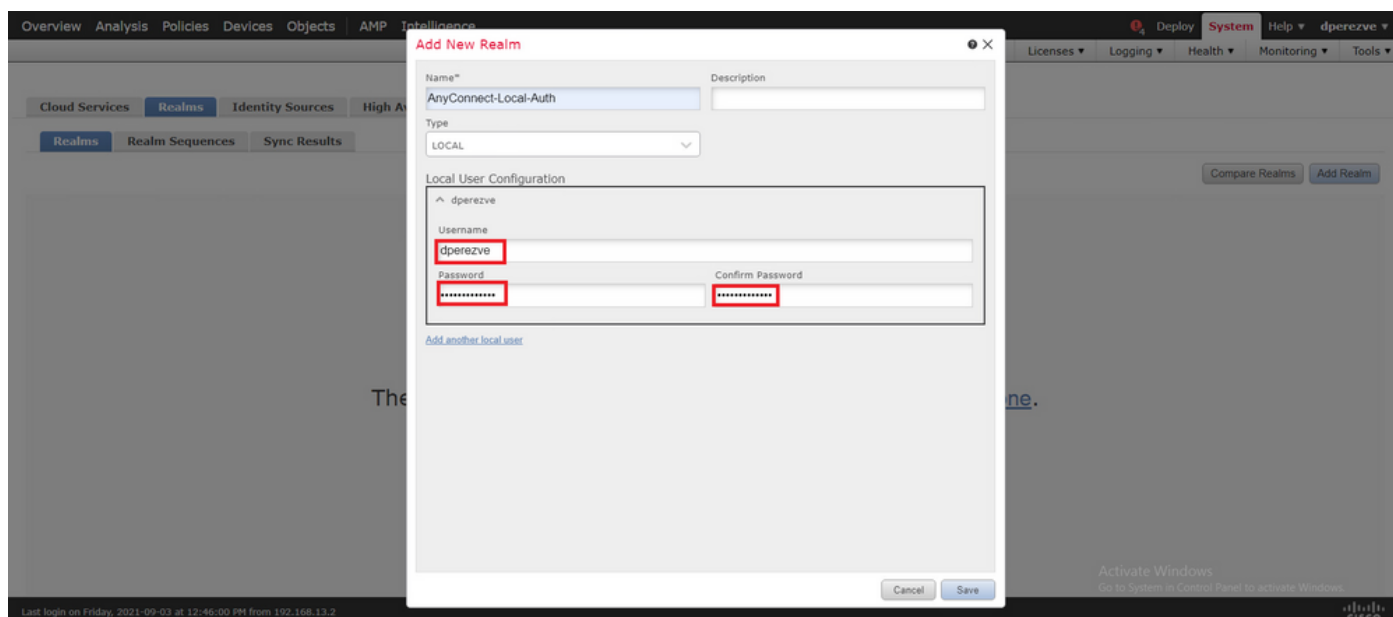 Overview Analysis Policies Devices Objects AMP Intelligence Deploy System Help ▾ dperezve ▾
Add New Realm
Licenses ▾ Logging ▾ Health ▾ Monitoring ▾ Tools ▾
Name* Description
AnyConnect-Local-Auth
Cloud Services Realms Identity Sources High Av
Type
LOCAL
Realms Realm Sequences Sync Results
Compare Realms Add Realm
Local User Configuration
dperezve
Username
dperezve
Password Confirm Password
••••••••••••• •••••••••••••
Add another local user
The ne.
Activate Windows
Go to System in Control Panel to activate Windows.
Cancel Save
Last login on Friday, 2021-09-03 at 12:46:00 PM from 192.168.13.2
CISCO